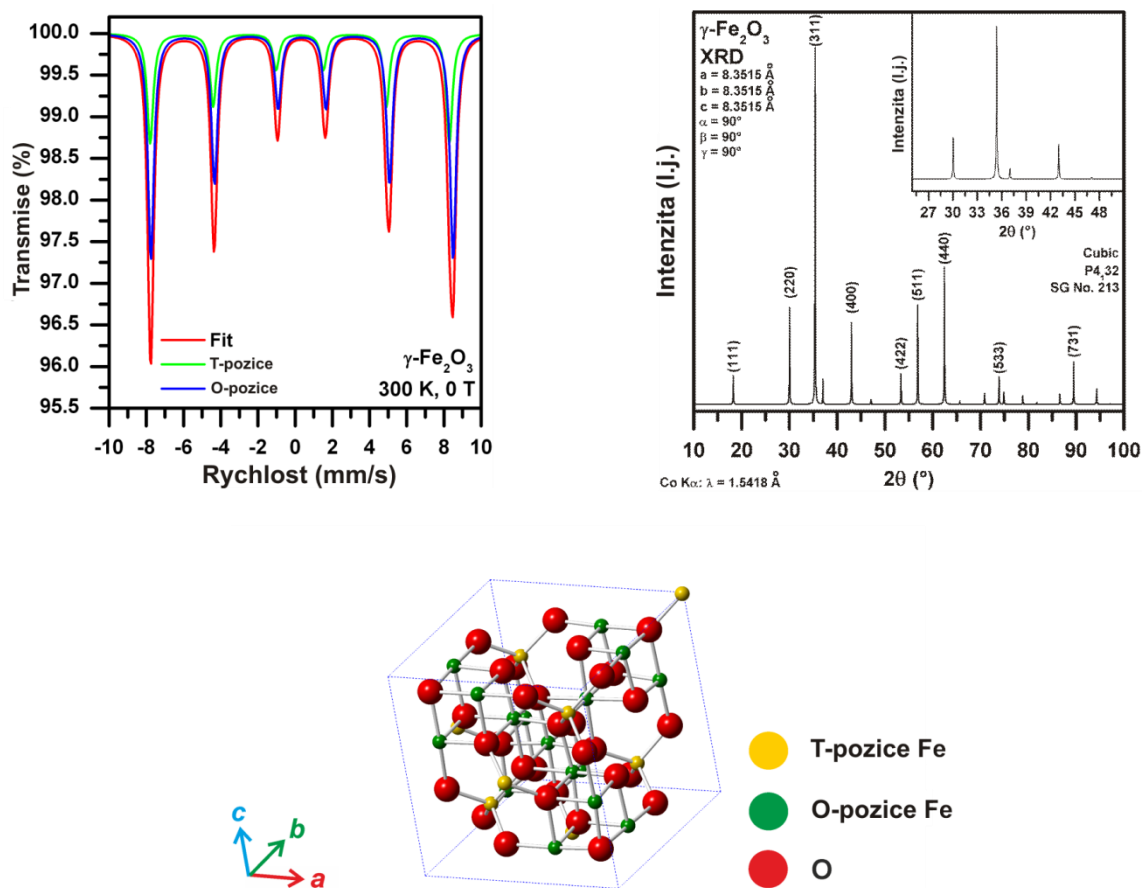 100.0
99.5
99.0
98.5
98.0
97.5
97.0
96.5
96.0
95.5
Transmise (%)
Fit
T-pozice
O-pozice
γ-Fe₂O₃
300 K, 0 T
-10 -8 -6 -4 -2 0 2 4 6 8 10
Rychlost (mm/s)
γ-Fe₂O₃
XRD
a = 8.3515 Å
b = 8.3515 Å
c = 8.3515 Å
α = 90°
β = 90°
γ = 90°
Intenzita (l.j.)
(111)
(220)
(311)
(400)
(422)
(511)
(440)
(533)
(731)
Intenzita (l.j.)
27 30 33 36 39 42 45 48
2θ (°)
Cubic
P4₁32
SG No. 213
10 20 30 40 50 60 70 80 90 100
2θ (°)
Co Kα: λ = 1.5418 Å
c
b
a
T-pozice Fe
O-pozice Fe
O